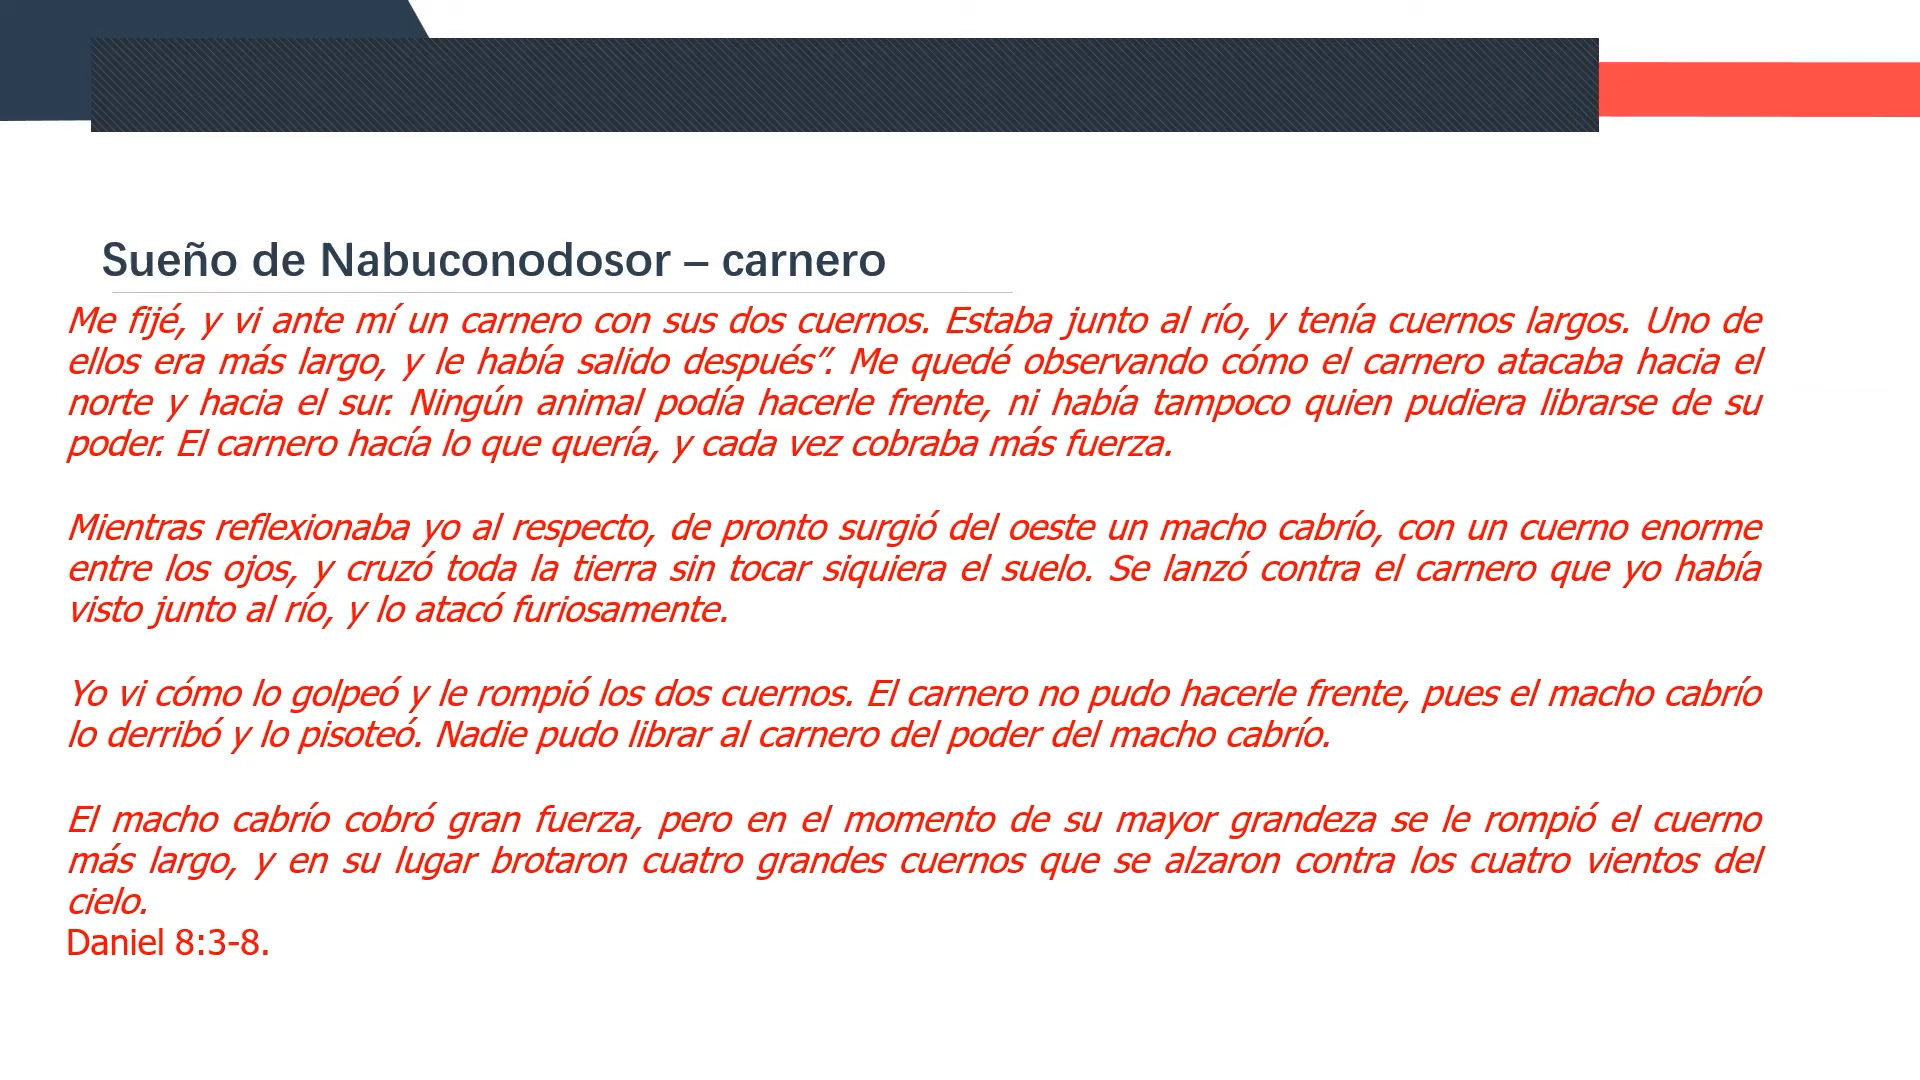 Sueño de Nabuconodosor – carnero
Me fijé, y vi ante mí un carnero con sus dos cuernos. Estaba junto al río, y tenía cuernos largos. Uno de
ellos era más largo, y le había salido después”. Me quedé observando cómo el carnero atacaba hacia el
norte y hacia el sur. Ningún animal podía hacerle frente, ni había tampoco quien pudiera librarse de su
poder. El carnero hacía lo que quería, y cada vez cobraba más fuerza.
Mientras reflexionaba yo al respecto, de pronto surgió del oeste un macho cabrío, con un cuerno enorme
entre los ojos, y cruzó toda la tierra sin tocar siquiera el suelo. Se lanzó contra el carnero que yo había
visto junto al río, y lo atacó furiosamente.
Yo vi cómo lo golpeó y le rompió los dos cuernos. El carnero no pudo hacerle frente, pues el macho cabrío
lo derribó y lo pisoteó. Nadie pudo librar al carnero del poder del macho cabrío.
El macho cabrío cobró gran fuerza, pero en el momento de su mayor grandeza se le rompió el cuerno
más largo, y en su lugar brotaron cuatro grandes cuernos que se alzaron contra los cuatro vientos del
cielo.
Daniel 8:3-8.